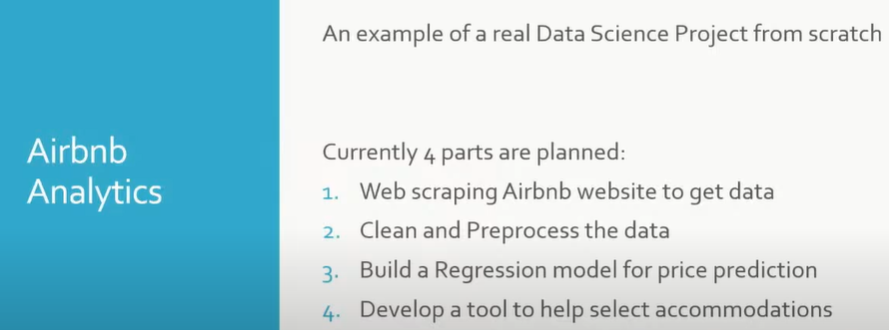 Airbnb
Analytics
An example of a real Data Science Project from scratch
Currently 4 parts are planned:
1. Web scraping Airbnb website to get data
2. Clean and Preprocess the data
3. Build a Regression model for price prediction
4. Develop a tool to help select accommodations